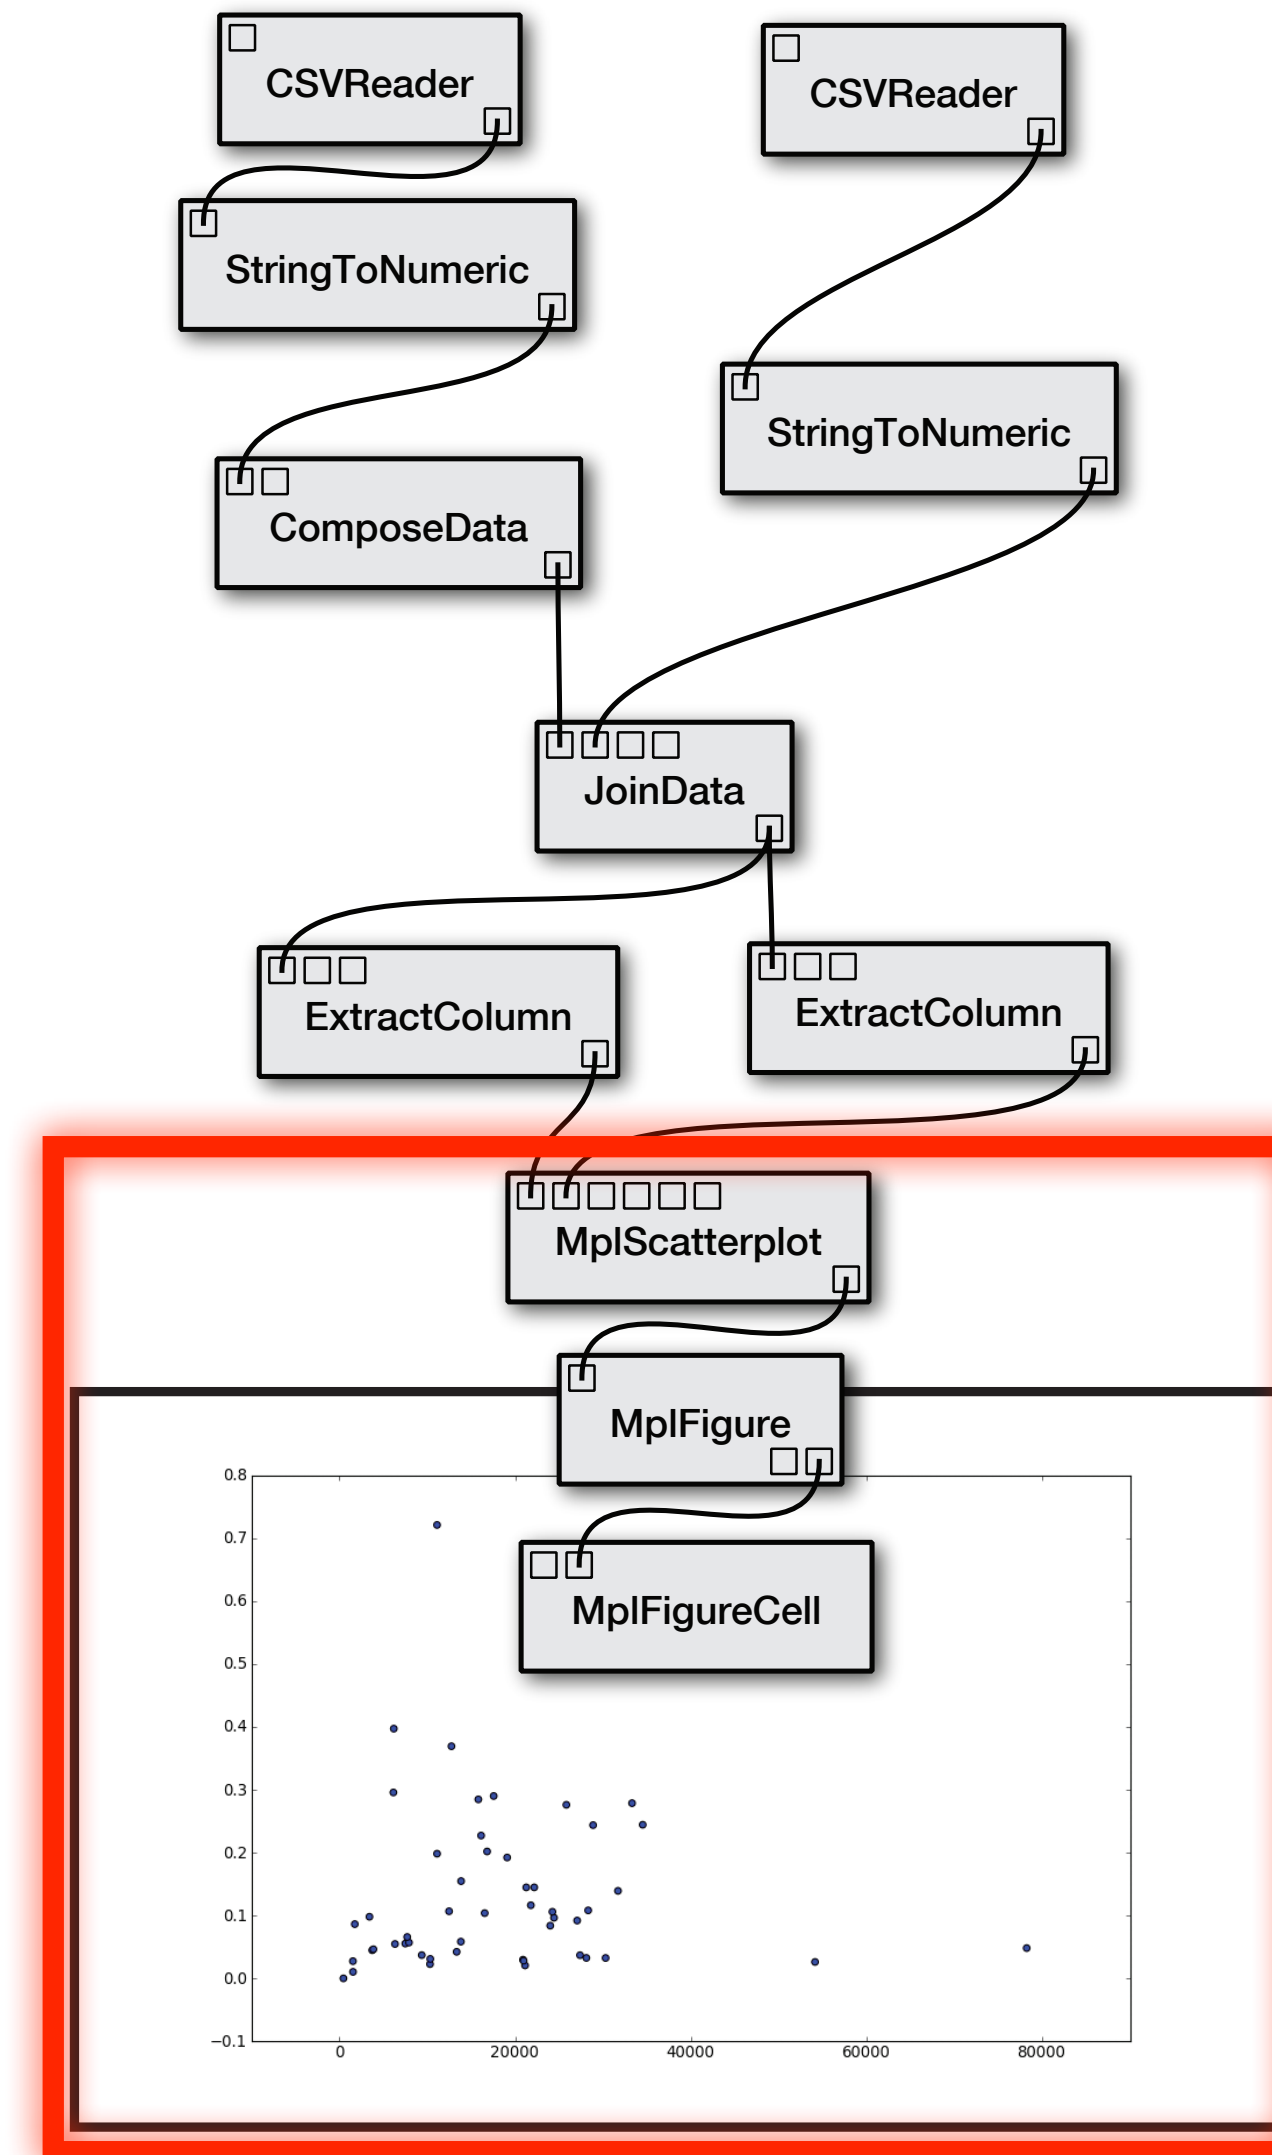 CSVReader
CSVReader
StringToNumeric
StringToNumeric
ComposeData
JoinData
ExtractColumn
ExtractColumn
MplScatterplot
MplFigure
MplFigureCell
0.8
0.7
0.6
0.5
0.4
0.3
0.2
0.1
0.0
−0.1
0 20000 40000 60000 80000